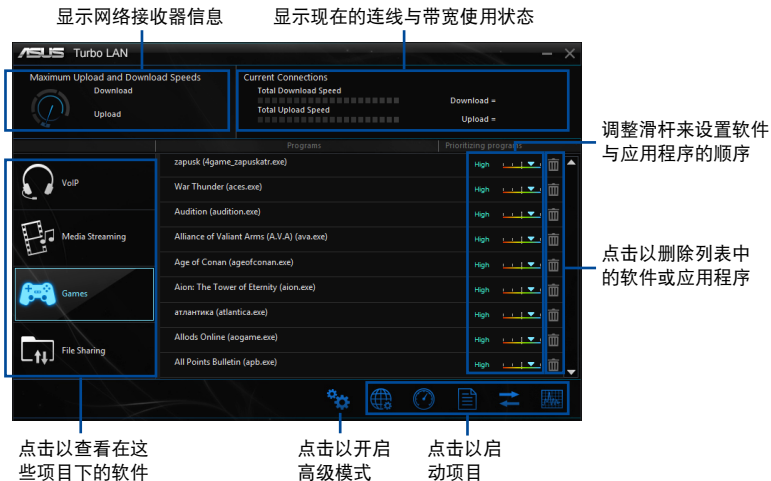 显示网络接收器信息
显示现在的连线与带宽使用状态
ASUS Turbo LAN
Maximum Upload and Download Speeds
Download
Upload
Current Connections
Total Download Speed
Download =
Total Upload Speed
Upload =
Programs
Prioritizing programs
调整滑杆来设置软件
与应用程序的顺序
VoIP
Media Streaming
Games
File Sharing
zapusk (4game_zapuskatr.exe)
High
War Thunder (aces.exe)
High
Audition (audition.exe)
High
Alliance of Valiant Arms (A.V.A) (ava.exe)
High
Age of Conan (ageofconan.exe)
High
Aion: The Tower of Eternity (aion.exe)
High
атлантика (atlantica.exe)
High
Allods Online (aogame.exe)
High
All Points Bulletin (apb.exe)
High
点击以删除列表中
的软件或应用程序
点击以查看在这
些项目下的软件
点击以开启
高级模式
点击以启
动项目